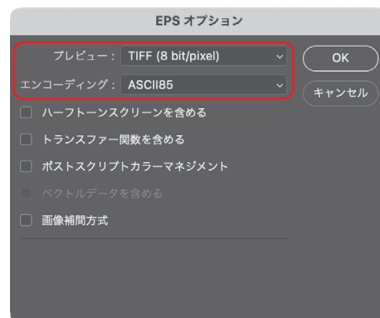 EPS オプション
プレビュー： TIFF (8 bit/pixel)
OK
エンコーディング： ASCII85
キャンセル
ハーフトーンスクリーンを含める
トランスファー関数を含める
ポストスクリプトカラーマネジメント
ベクトルデータを含める
画像補間方式